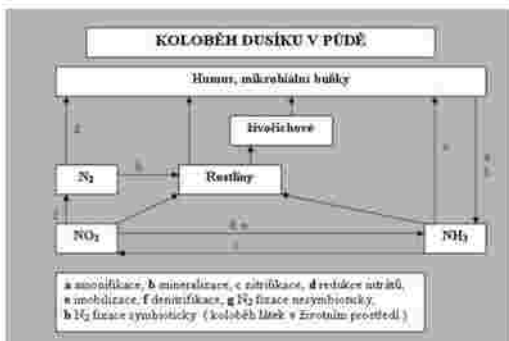 KOLOBĚH DUSÍKU V PŮDĚ
Humus, mikrobiální buňky
živočichové
N₂
Rostliny
NO₃
NH₃
a amonifikace, b mineralizace, c nitrifikace, d redukce nitrátů,
e imobilizace, f denitrifikace, g N₂ fixace nesymbioticky,
h N₂ fixace symbioticky ( koloběh látek v životním prostředí )